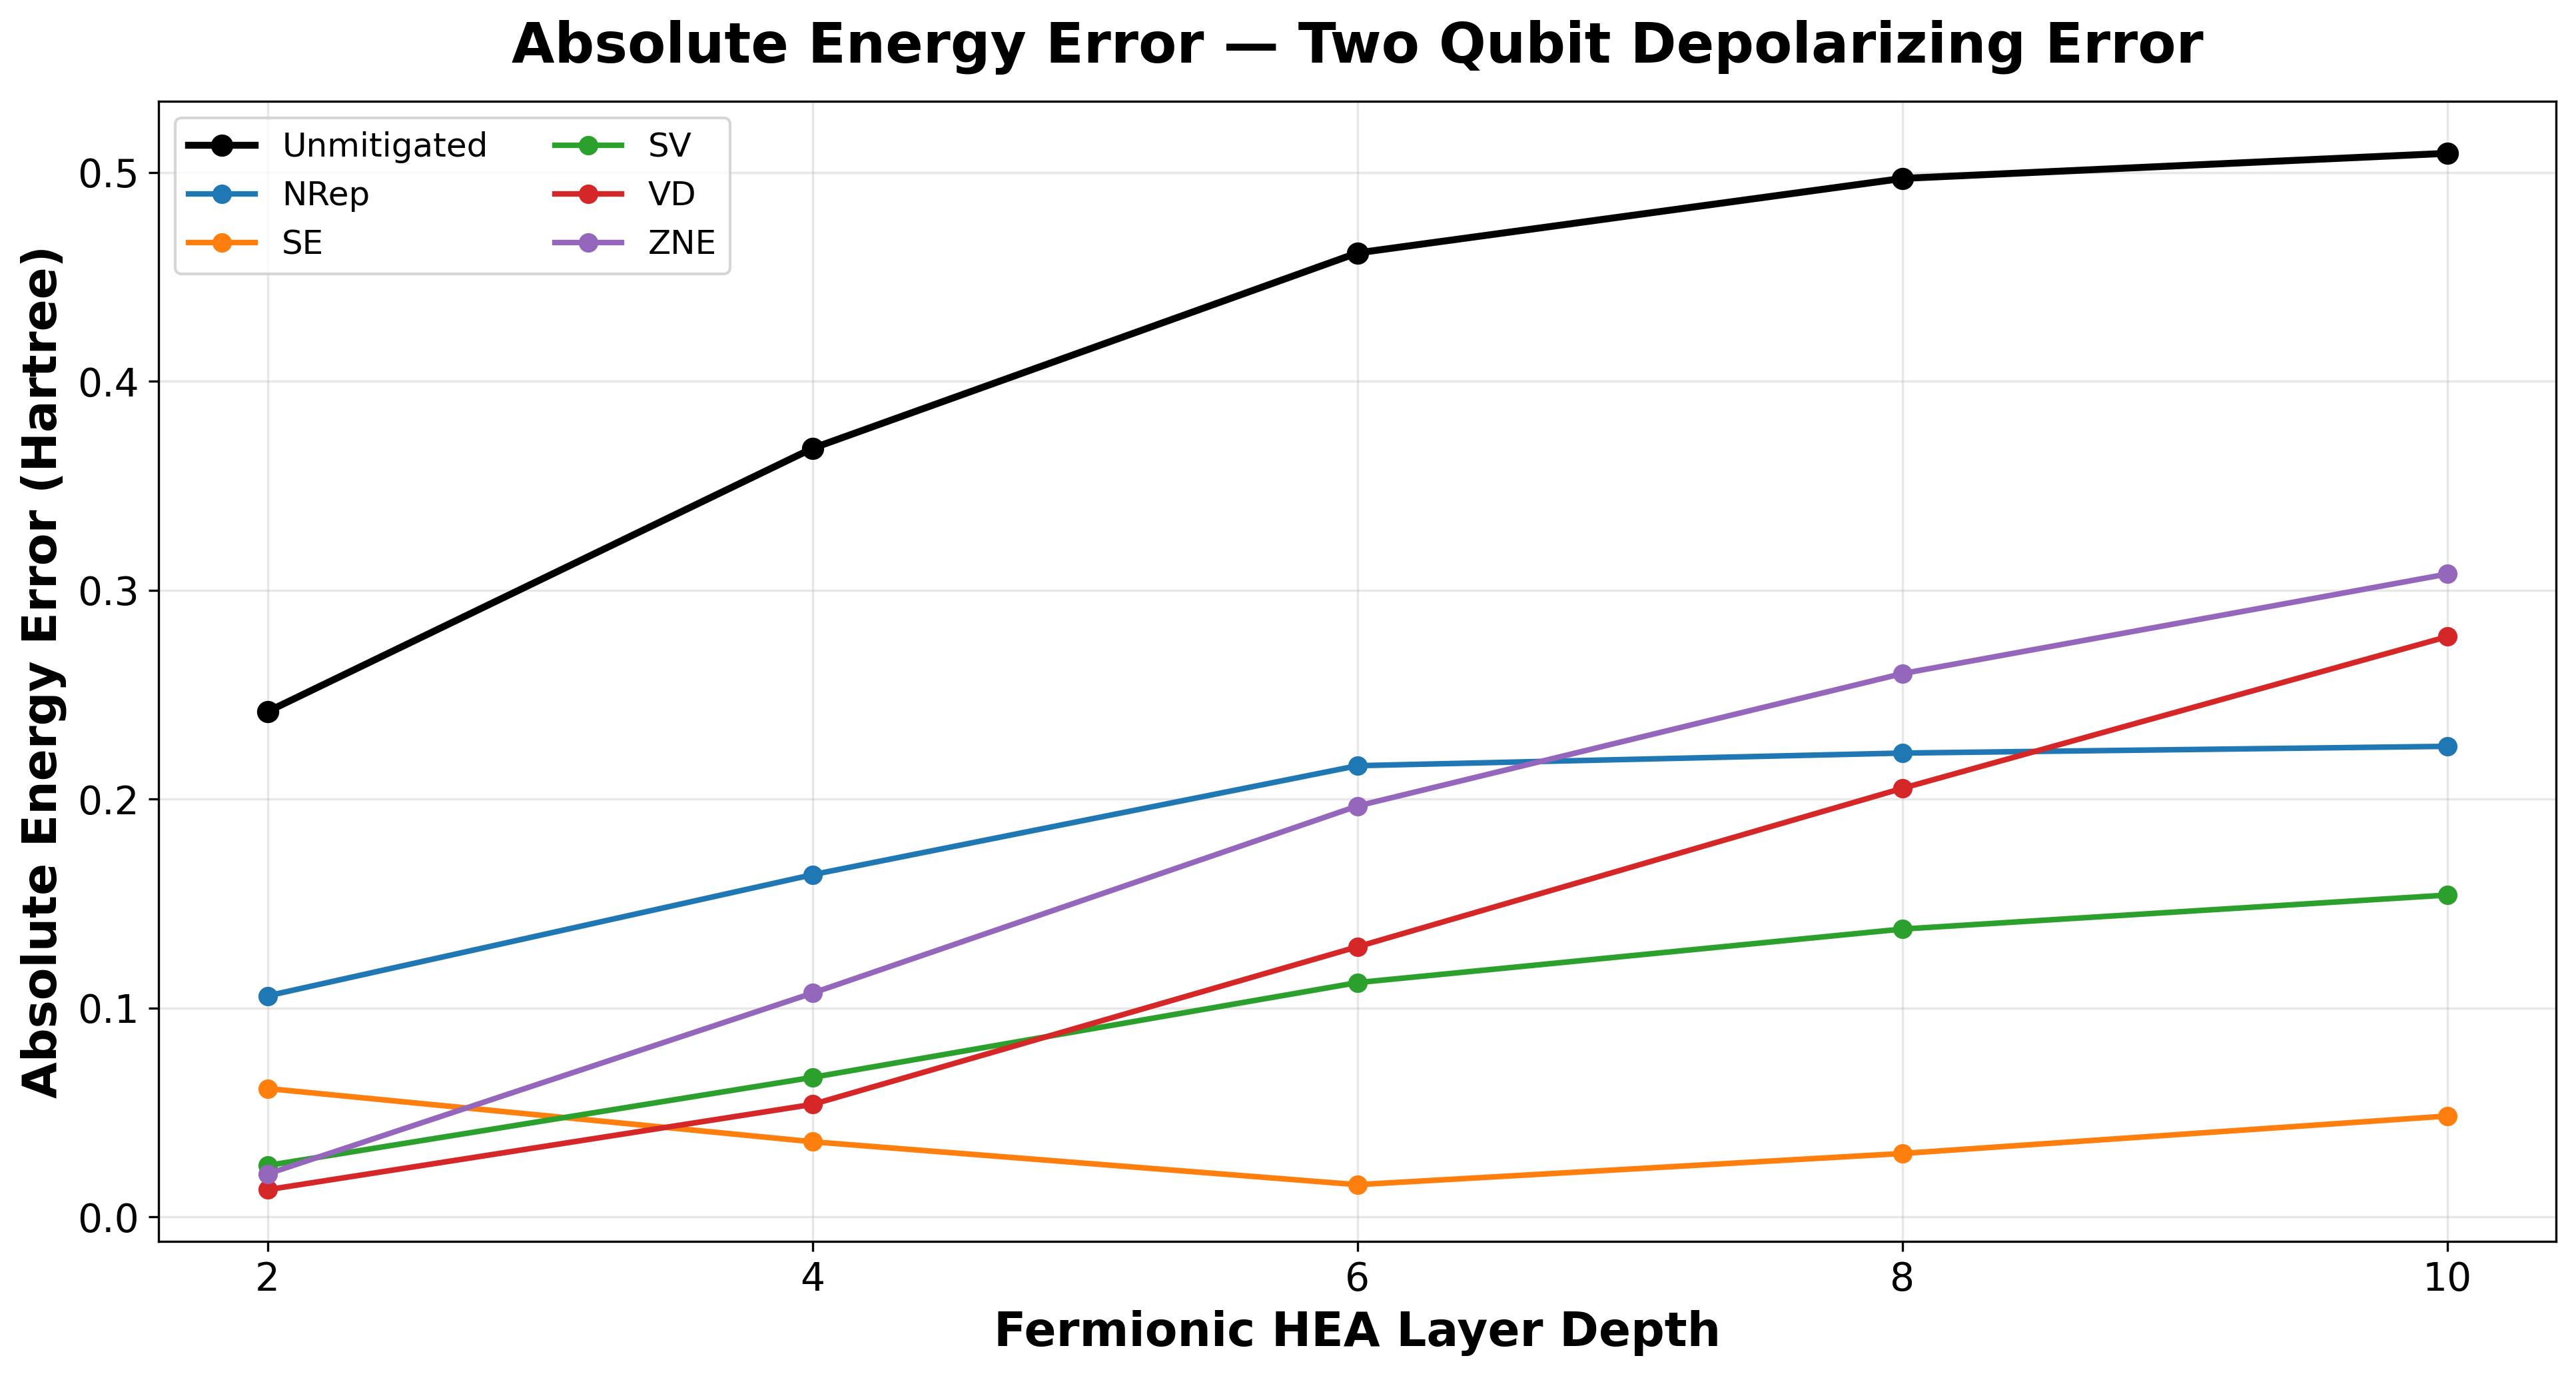 Absolute Energy Error — Two Qubit Depolarizing Error
Unmitigated
NRep
SE
SV
VD
ZNE
Absolute Energy Error (Hartree)
0.5
0.4
0.3
0.2
0.1
0.0
2 4 6 8 10
Fermionic HEA Layer Depth